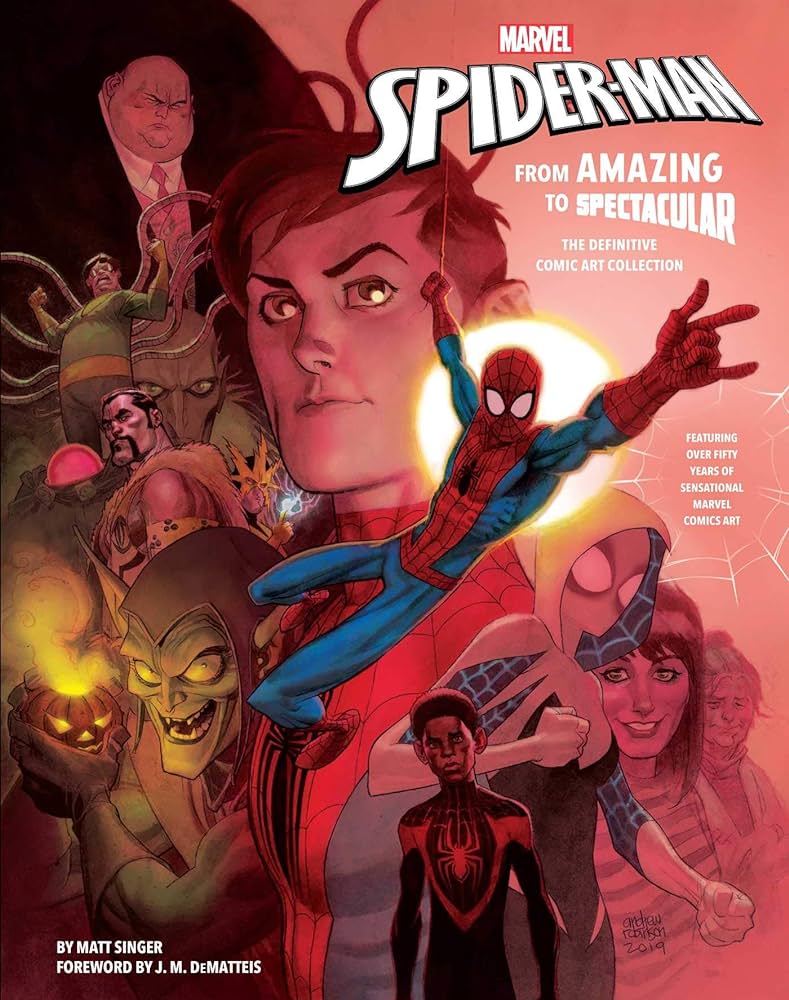 MARVEL
SPIDER-MAN
FROM AMAZING
TO SPECTACULAR
THE DEFINITIVE
COMIC ART COLLECTION
FEATURING
OVER FIFTY
YEARS OF
SENSATIONAL
MARVEL
COMICS ART
andrew
robinson
2019
BY MATT SINGER
FOREWORD BY J. M. DeMATTEIS